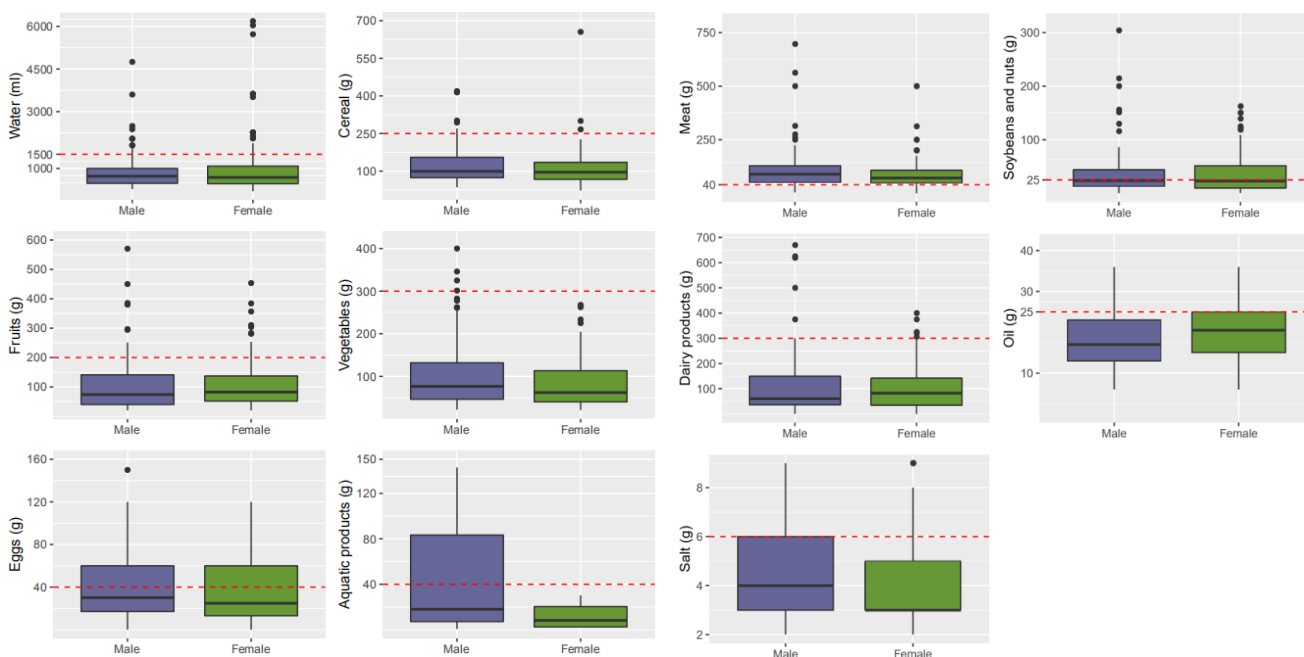 Water (ml)
6000
4500
3000
1500
1000
Male
Female
Cereal (g)
700
550
400
250
100
Male
Female
Meat (g)
750
500
250
40
Male
Female
Soybeans and nuts (g)
300
200
100
25
Male
Female
Fruits (g)
600
500
400
300
200
100
Male
Female
Vegetables (g)
400
300
200
100
Male
Female
Dairy products (g)
700
600
500
400
300
200
100
Male
Female
Oil (g)
40
30
25
10
Male
Female
Eggs (g)
160
120
80
40
Male
Female
Aquatic products (g)
150
120
80
40
Male
Female
Salt (g)
8
6
4
2
Male
Female